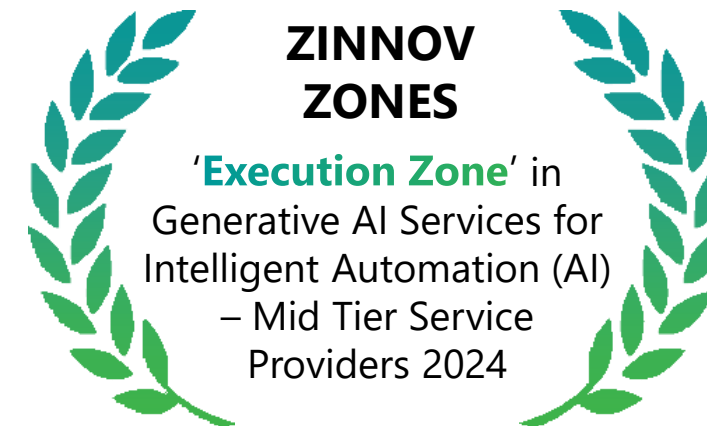 ZINNOV
ZONES
‘Execution Zone’ in
Generative AI Services for
Intelligent Automation (AI)
– Mid Tier Service
Providers 2024